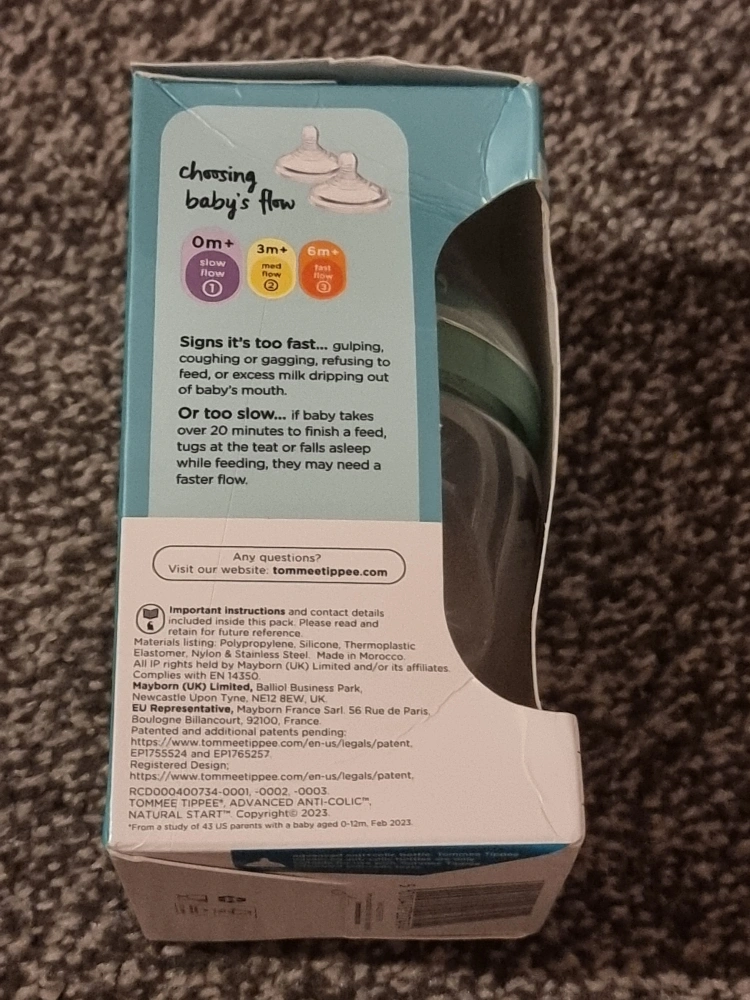 choosing
baby's flow
0m+
slow
flow
1
3m+
med
flow
2
6m+
fast
flow
3
Signs it's too fast... gulping,
coughing or gagging, refusing to
feed, or excess milk dripping out
of baby's mouth.
Or too slow... if baby takes
over 20 minutes to finish a feed,
tugs at the teat or falls asleep
while feeding, they may need a
faster flow.
Any questions?
Visit our website: tommeetippee.com
Important instructions and contact details
included inside this pack. Please read and
retain for future reference.
Materials listing: Polypropylene, Silicone, Thermoplastic
Elastomer, Nylon & Stainless Steel. Made in Morocco.
All IP rights held by Mayborn (UK) Limited and/or its affiliates.
Complies with EN 14350.
Mayborn (UK) Limited, Balliol Business Park,
Newcastle Upon Tyne, NE12 8EW, UK.
EU Representative, Mayborn France Sarl. 56 Rue de Paris,
Boulogne Billancourt, 92100, France.
Patented and additional patents pending:
https://www.tommeetippee.com/en-us/legals/patent,
EP1755524 and EP1765257.
Registered Design;
https://www.tommeetippee.com/en-us/legals/patent,
RCD000400734-0001, -0002, -0003.
TOMMEE TIPPEE®, ADVANCED ANTI-COLIC™,
NATURAL START™. Copyright© 2023.
*From a study of 43 US parents with a baby aged 0-12m, Feb 2023.